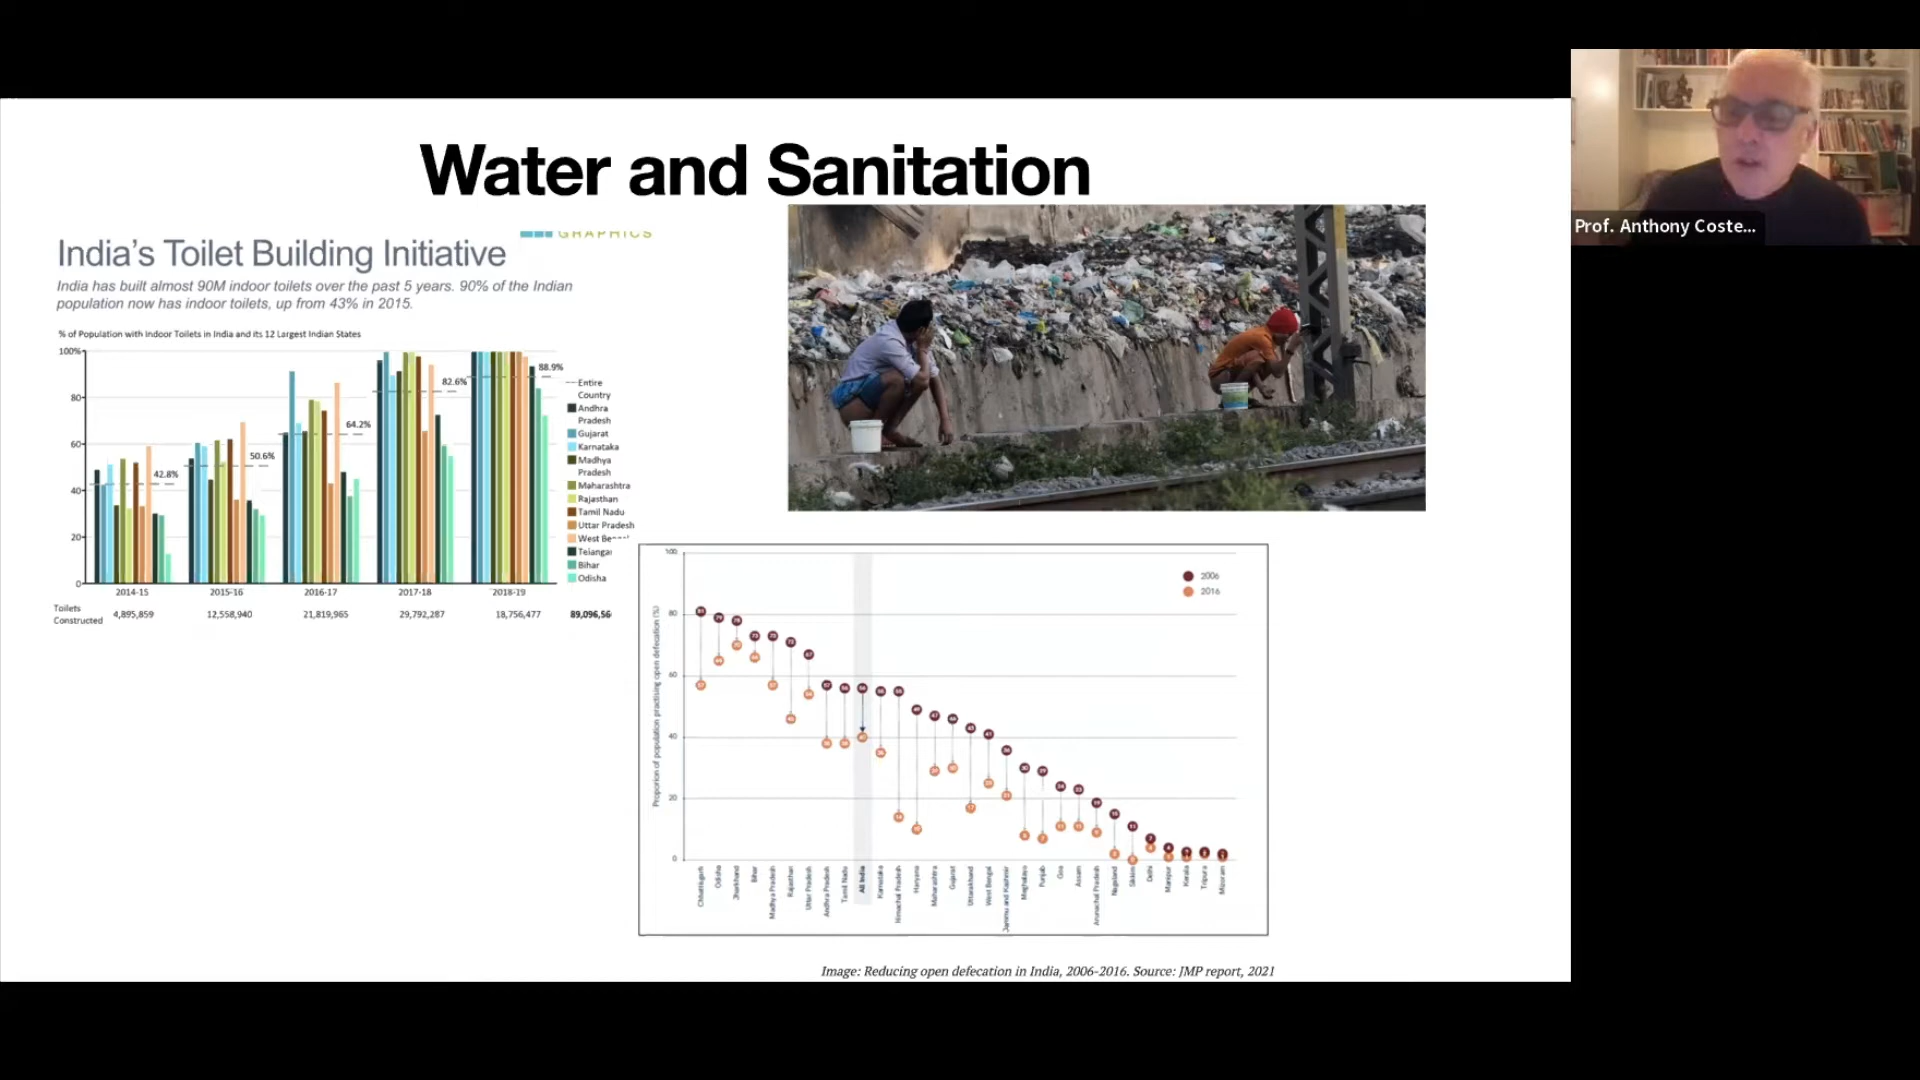 Water and Sanitation
GRAPHICS
India's Toilet Building Initiative
India has built almost 90M indoor toilets over the past 5 years. 90% of the Indian
population now has indoor toilets, up from 43% in 2015.
% of Population with Indoor Toilets in India and its 12 Largest Indian States
100%
80
60
40
20
0
42.8%
50.6%
64.2%
82.6%
88.9%
Entire
Country
Andhra
Pradesh
Gujarat
Karnataka
Madhya
Pradesh
Maharashtra
Rajasthan
Tamil Nadu
Uttar Pradesh
West Be
Telanga
Bihar
Odisha
2014-15 2015-16 2016-17 2017-18 2018-19
Toilets
Constructed 4,895,859 12,558,940 21,819,965 29,792,287 18,756,477 89,096,56
Prof. Anthony Coste...
Proporion of population practising open defecation (%)
100
80
60
40
20
0
2006
2016
Chhattisgarh
Odisha
Jharkhand
Bihar
Madhya Pradesh
Rajasthan
Uttar Pradesh
Andhra Pradesh
Tamil Nadu
All India
Karnataka
Himachal Pradesh
Haryana
Maharashtra
Gujarat
Uttarakhand
West Bengal
Jammu and Kashmir
Meghalaya
Punjab
Goa
Assam
Arunachal Pradesh
Nagaland
Sikkim
Delhi
Manipur
Kerala
Tripura
Mizoram
Image: Reducing open defecation in India, 2006-2016. Source: JMP report, 2021